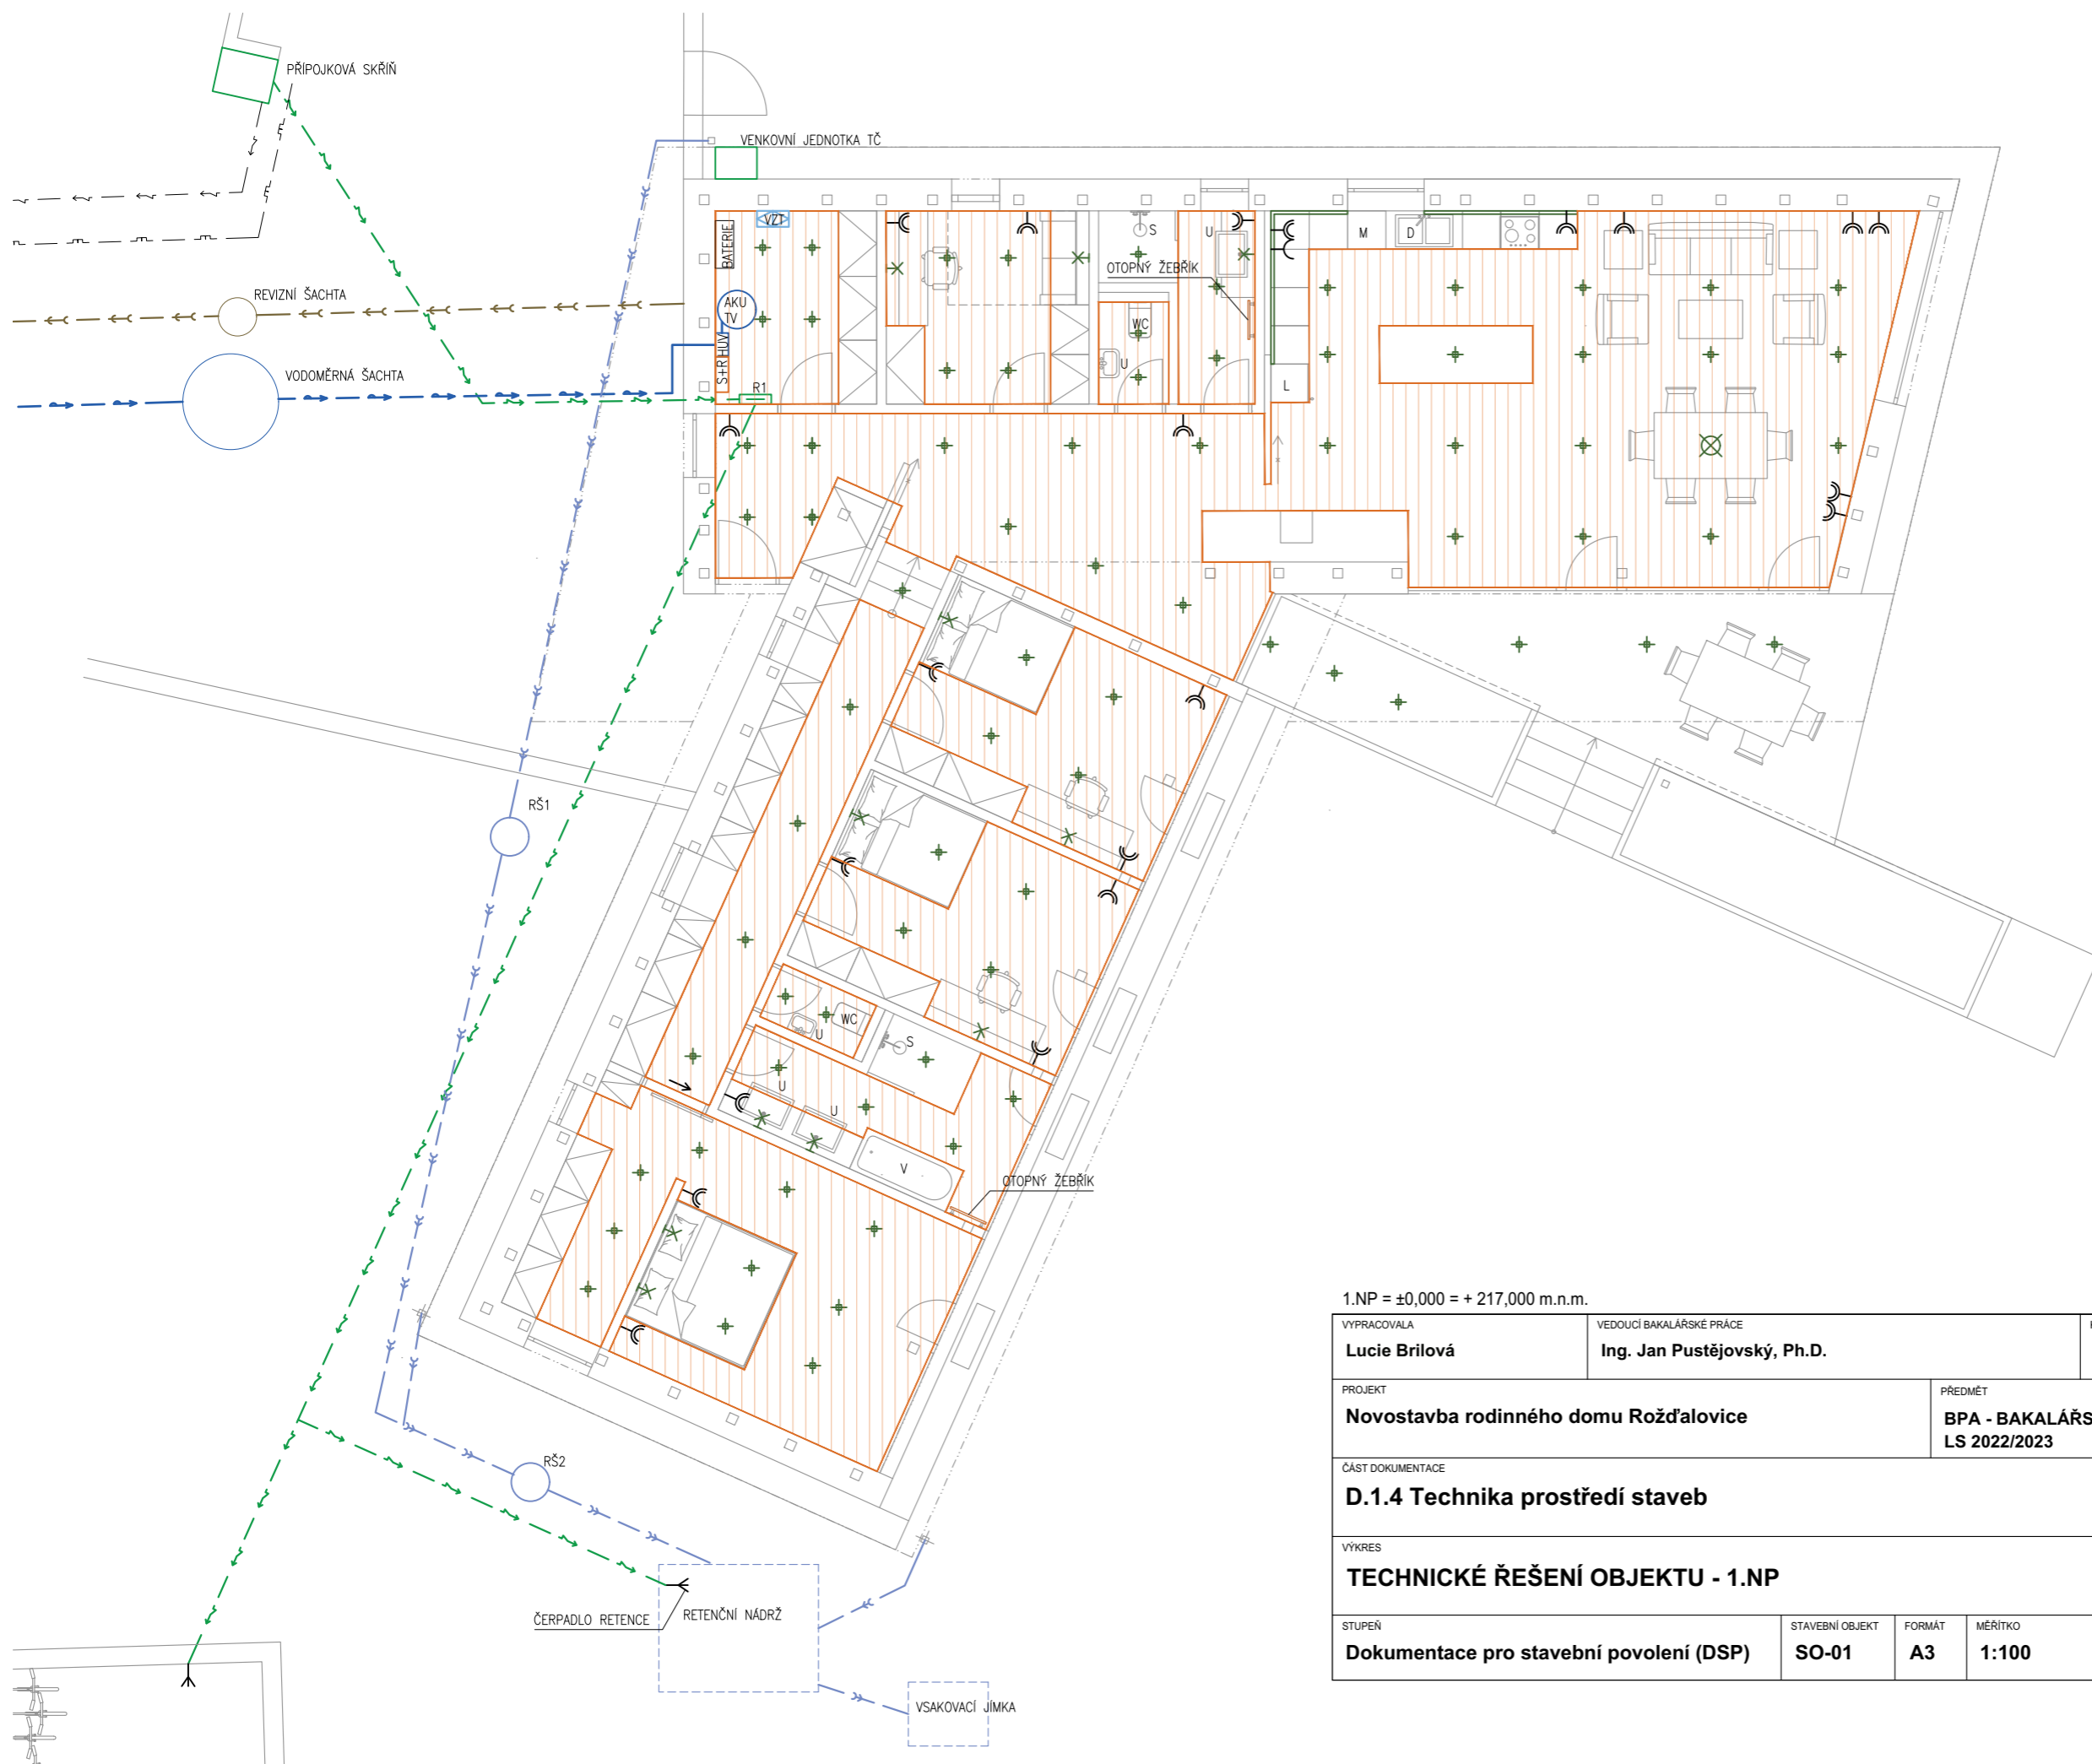 PŘÍPOJKOVÁ SKŘÍŇ
VENKOVNÍ JEDNOTKA TČ
VZT
BATERIE
S
U
M
D
OTOPNÝ ŽEBŘÍK
REVIZNÍ ŠACHTA
AKU
TV
WC
HUV
U
VODOMĚRNÁ ŠACHTA
S+R
R1
L
RŠ1
WC
U
S
U
U
V
OTOPNÝ ŽEBŘÍK
RŠ2
ČERPADLO RETENCE
RETENČNÍ NÁDRŽ
VSAKOVACÍ JÍMKA
1.NP = ±0,000 = + 217,000 m.n.m.
VYPRACOVALA
Lucie Brilová
VEDOUCÍ BAKALÁŘSKÉ PRÁCE
Ing. Jan Pustějovský, Ph.D.
PROJEKT
Novostavba rodinného domu Rožďalovice
PŘEDMĚT
BPA - BAKALÁŘS
LS 2022/2023
ČÁST DOKUMENTACE
D.1.4 Technika prostředí staveb
VÝKRES
TECHNICKÉ ŘEŠENÍ OBJEKTU - 1.NP
STUPEŇ
Dokumentace pro stavební povolení (DSP)
STAVEBNÍ OBJEKT
SO-01
FORMÁT
A3
MĚŘÍTKO
1:100